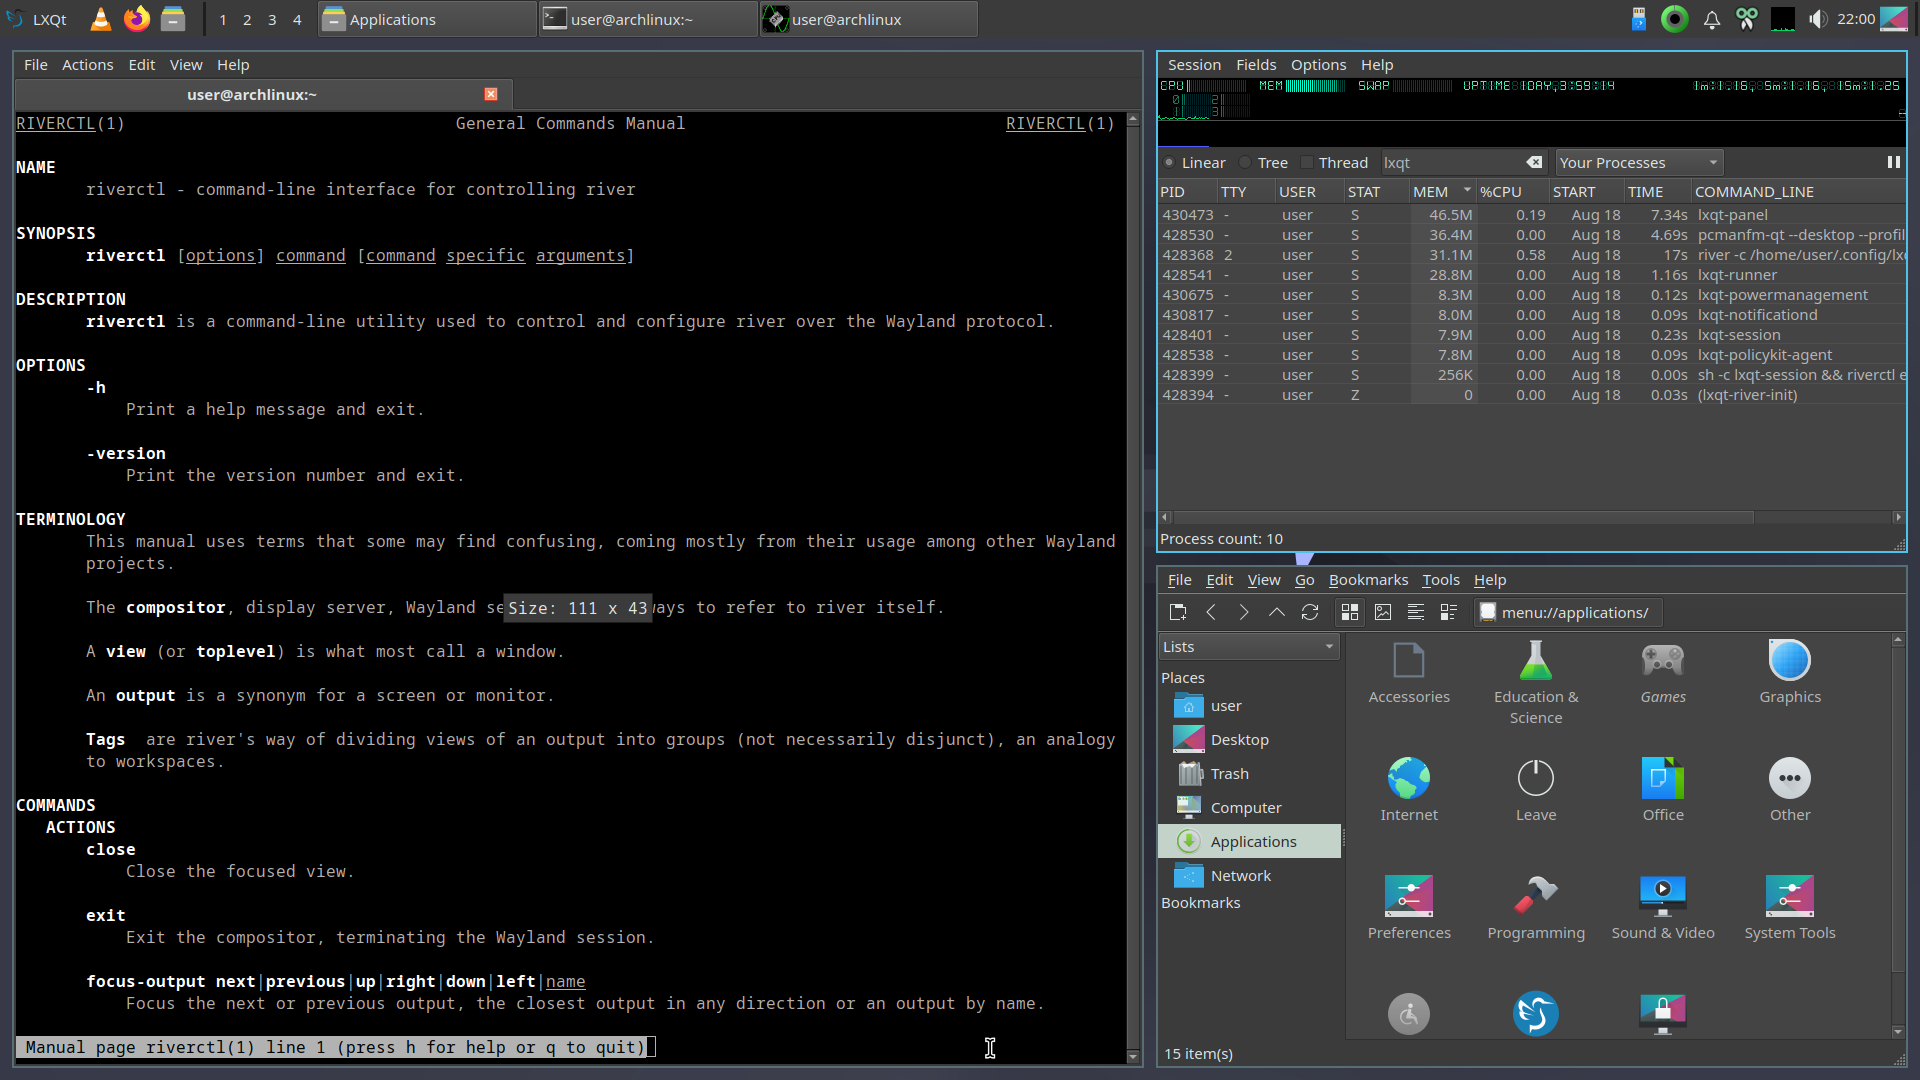 LXQt
1 2 3 4
Applications
user@archlinux:~
user@archlinux
22:00
File Actions Edit View Help
user@archlinux:~
RIVERCTL(1) General Commands Manual RIVERCTL(1)
NAME
riverctl - command-line interface for controlling river
SYNOPSIS
riverctl [options] command [command specific arguments]
DESCRIPTION
riverctl is a command-line utility used to control and configure river over the Wayland protocol.
OPTIONS
-h
Print a help message and exit.
-version
Print the version number and exit.
TERMINOLOGY
This manual uses terms that some may find confusing, coming mostly from their usage among other Wayland
projects.
The compositor, display server, Wayland se
Size: 111 x 43
ays to refer to river itself.
A view (or toplevel) is what most call a window.
An output is a synonym for a screen or monitor.
Tags are river's way of dividing views of an output into groups (not necessarily disjunct), an analogy
to workspaces.
COMMANDS
ACTIONS
close
Close the focused view.
exit
Exit the compositor, terminating the Wayland session.
focus-output next|previous|up|right|down|left|name
Focus the next or previous output, the closest output in any direction or an output by name.
Manual page riverctl(1) line 1 (press h for help or q to quit)
Session Fields Options Help
CPU MEM SWAP UPTIME 1DAY,3:59:14 1m:1.16, 5m:1.16, 15m:1.25
0 2
1 3
Linear Tree Thread lxqt Your Processes
PID TTY USER STAT MEM %CPU START TIME COMMAND_LINE
430473 - user S 46.5M 0.19 Aug 18 7.34s lxqt-panel
428530 - user S 36.4M 0.00 Aug 18 4.69s pcmanfm-qt --desktop --profil
428368 2 user S 31.1M 0.58 Aug 18 17s river -c /home/user/.config/lx
428541 - user S 28.8M 0.00 Aug 18 1.16s lxqt-runner
430675 - user S 8.3M 0.00 Aug 18 0.12s lxqt-powermanagement
430817 - user S 8.0M 0.00 Aug 18 0.09s lxqt-notificationd
428401 - user S 7.9M 0.00 Aug 18 0.23s lxqt-session
428538 - user S 7.8M 0.00 Aug 18 0.09s lxqt-policykit-agent
428399 - user S 256K 0.00 Aug 18 0.00s sh -c lxqt-session && riverctl e
428394 - user Z 0 0.00 Aug 18 0.03s (lxqt-river-init)
Process count: 10
File Edit View Go Bookmarks Tools Help
menu://applications/
Lists
Places
user
Desktop
Trash
Computer
Applications
Network
Bookmarks
Accessories
Education &
Science
Games
Graphics
Internet
Leave
Office
Other
Preferences
Programming
Sound & Video
System Tools
15 item(s)